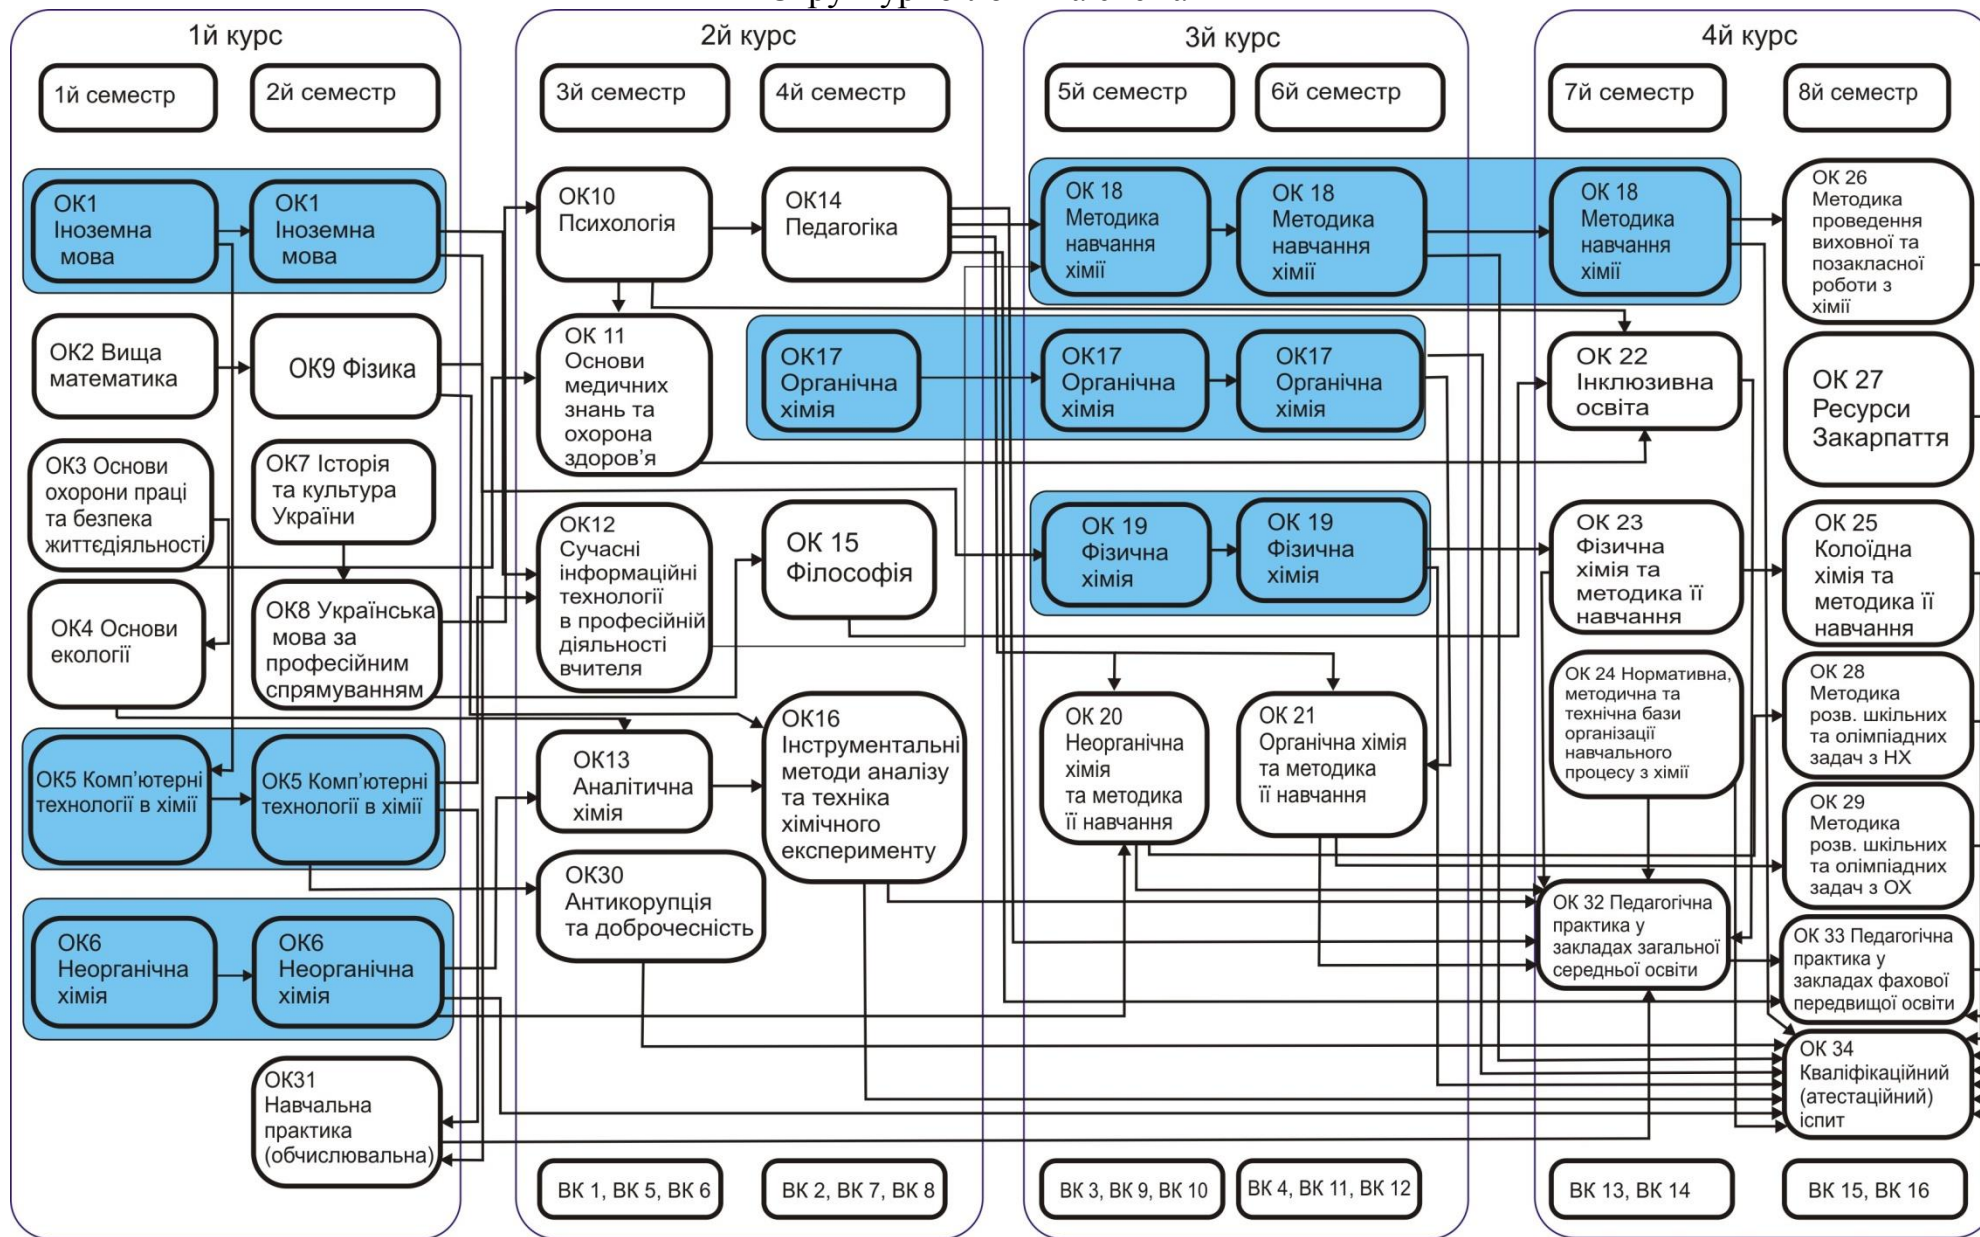 1й курс
1й семестр
2й семестр
ОК1
Іноземна
мова
ОК1
Іноземна
мова
ОК2 Вища
математика
ОК9 Фізика
ОК3 Основи
охорони праці
та безпека
життєдіяльності
ОК7 Історія
та культура
України
ОК4 Основи
екології
ОК8 Українська
мова за
професійним
спрямуванням
ОК5 Комп'ютерні
технології в хімії
ОК5 Комп'ютерні
технології в хімії
ОК6
Неорганічна
хімія
ОК6
Неорганічна
хімія
ОК31
Навчальна
практика
(обчислювальна)
2й курс
3й семестр
4й семестр
ОК10
Психологія
ОК14
Педагогіка
ОК 11
Основи
медичних
знань та
охорона
здоров'я
ОК17
Органічна
хімія
ОК12
Сучасні
інформаційні
технології
в професійній
діяльності
вчителя
ОК 15
Філософія
ОК13
Аналітична
хімія
ОК16
Інструментальні
методи аналізу
та техніка
хімічного
експерименту
ОК30
Антикорупція
та доброчесність
ВК 1, ВК 5, ВК 6
ВК 2, ВК 7, ВК 8
3й курс
5й семестр
6й семестр
ОК 18
Методика
навчання
хімії
ОК 18
Методика
навчання
хімії
ОК17
Органічна
хімія
ОК17
Органічна
хімія
ОК 19
Фізична
хімія
ОК 19
Фізична
хімія
ОК 20
Неорганічна
хімія
та методика
її навчання
ОК 21
Органічна хімія
та методика
її навчання
ВК 3, ВК 9, ВК 10
ВК 4, ВК 11, ВК 12
4й курс
7й семестр
8й семестр
ОК 18
Методика
навчання
хімії
ОК 26
Методика
проведення
виховної та
позакласної
роботи з
хімії
ОК 22
Інклюзивна
освіта
ОК 27
Ресурси
Закарпаття
ОК 23
Фізична
хімія та
методика її
навчання
ОК 25
Колоїдна
хімія та
методика її
навчання
ОК 24 Нормативна,
методична та
технічна бази
організації
навчального
процесу з хімії
ОК 28
Методика
розв. шкільних
та олімпіадних
задач з НХ
ОК 29
Методика
розв. шкільних
та олімпіадних
задач з ОХ
ОК 32 Педагогічна
практика у
закладах загальної
середньої освіти
ОК 33 Педагогічна
практика у
закладах фахової
передвищої освіти
ОК 34
Кваліфікаційний
(атестаційний)
іспит
ВК 13, ВК 14
ВК 15, ВК 16